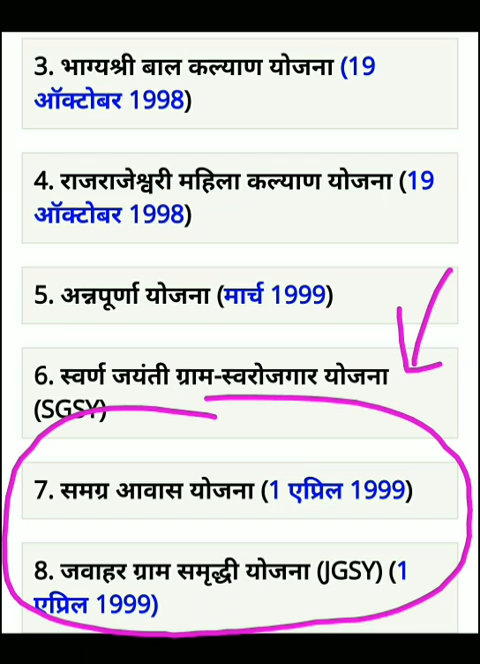 3. भाग्यश्री बाल कल्याण योजना (19
ऑक्टोबर 1998)
4. राजराजेश्वरी महिला कल्याण योजना (19
ऑक्टोबर 1998)
5. अन्नपूर्णा योजना (मार्च 1999)
6. स्वर्ण जयंती ग्राम-स्वरोजगार योजना
(SGSY)
7. समग्र आवास योजना (1 एप्रिल 1999)
8. जवाहर ग्राम समृद्धी योजना (JGSY) (1
एप्रिल 1999)